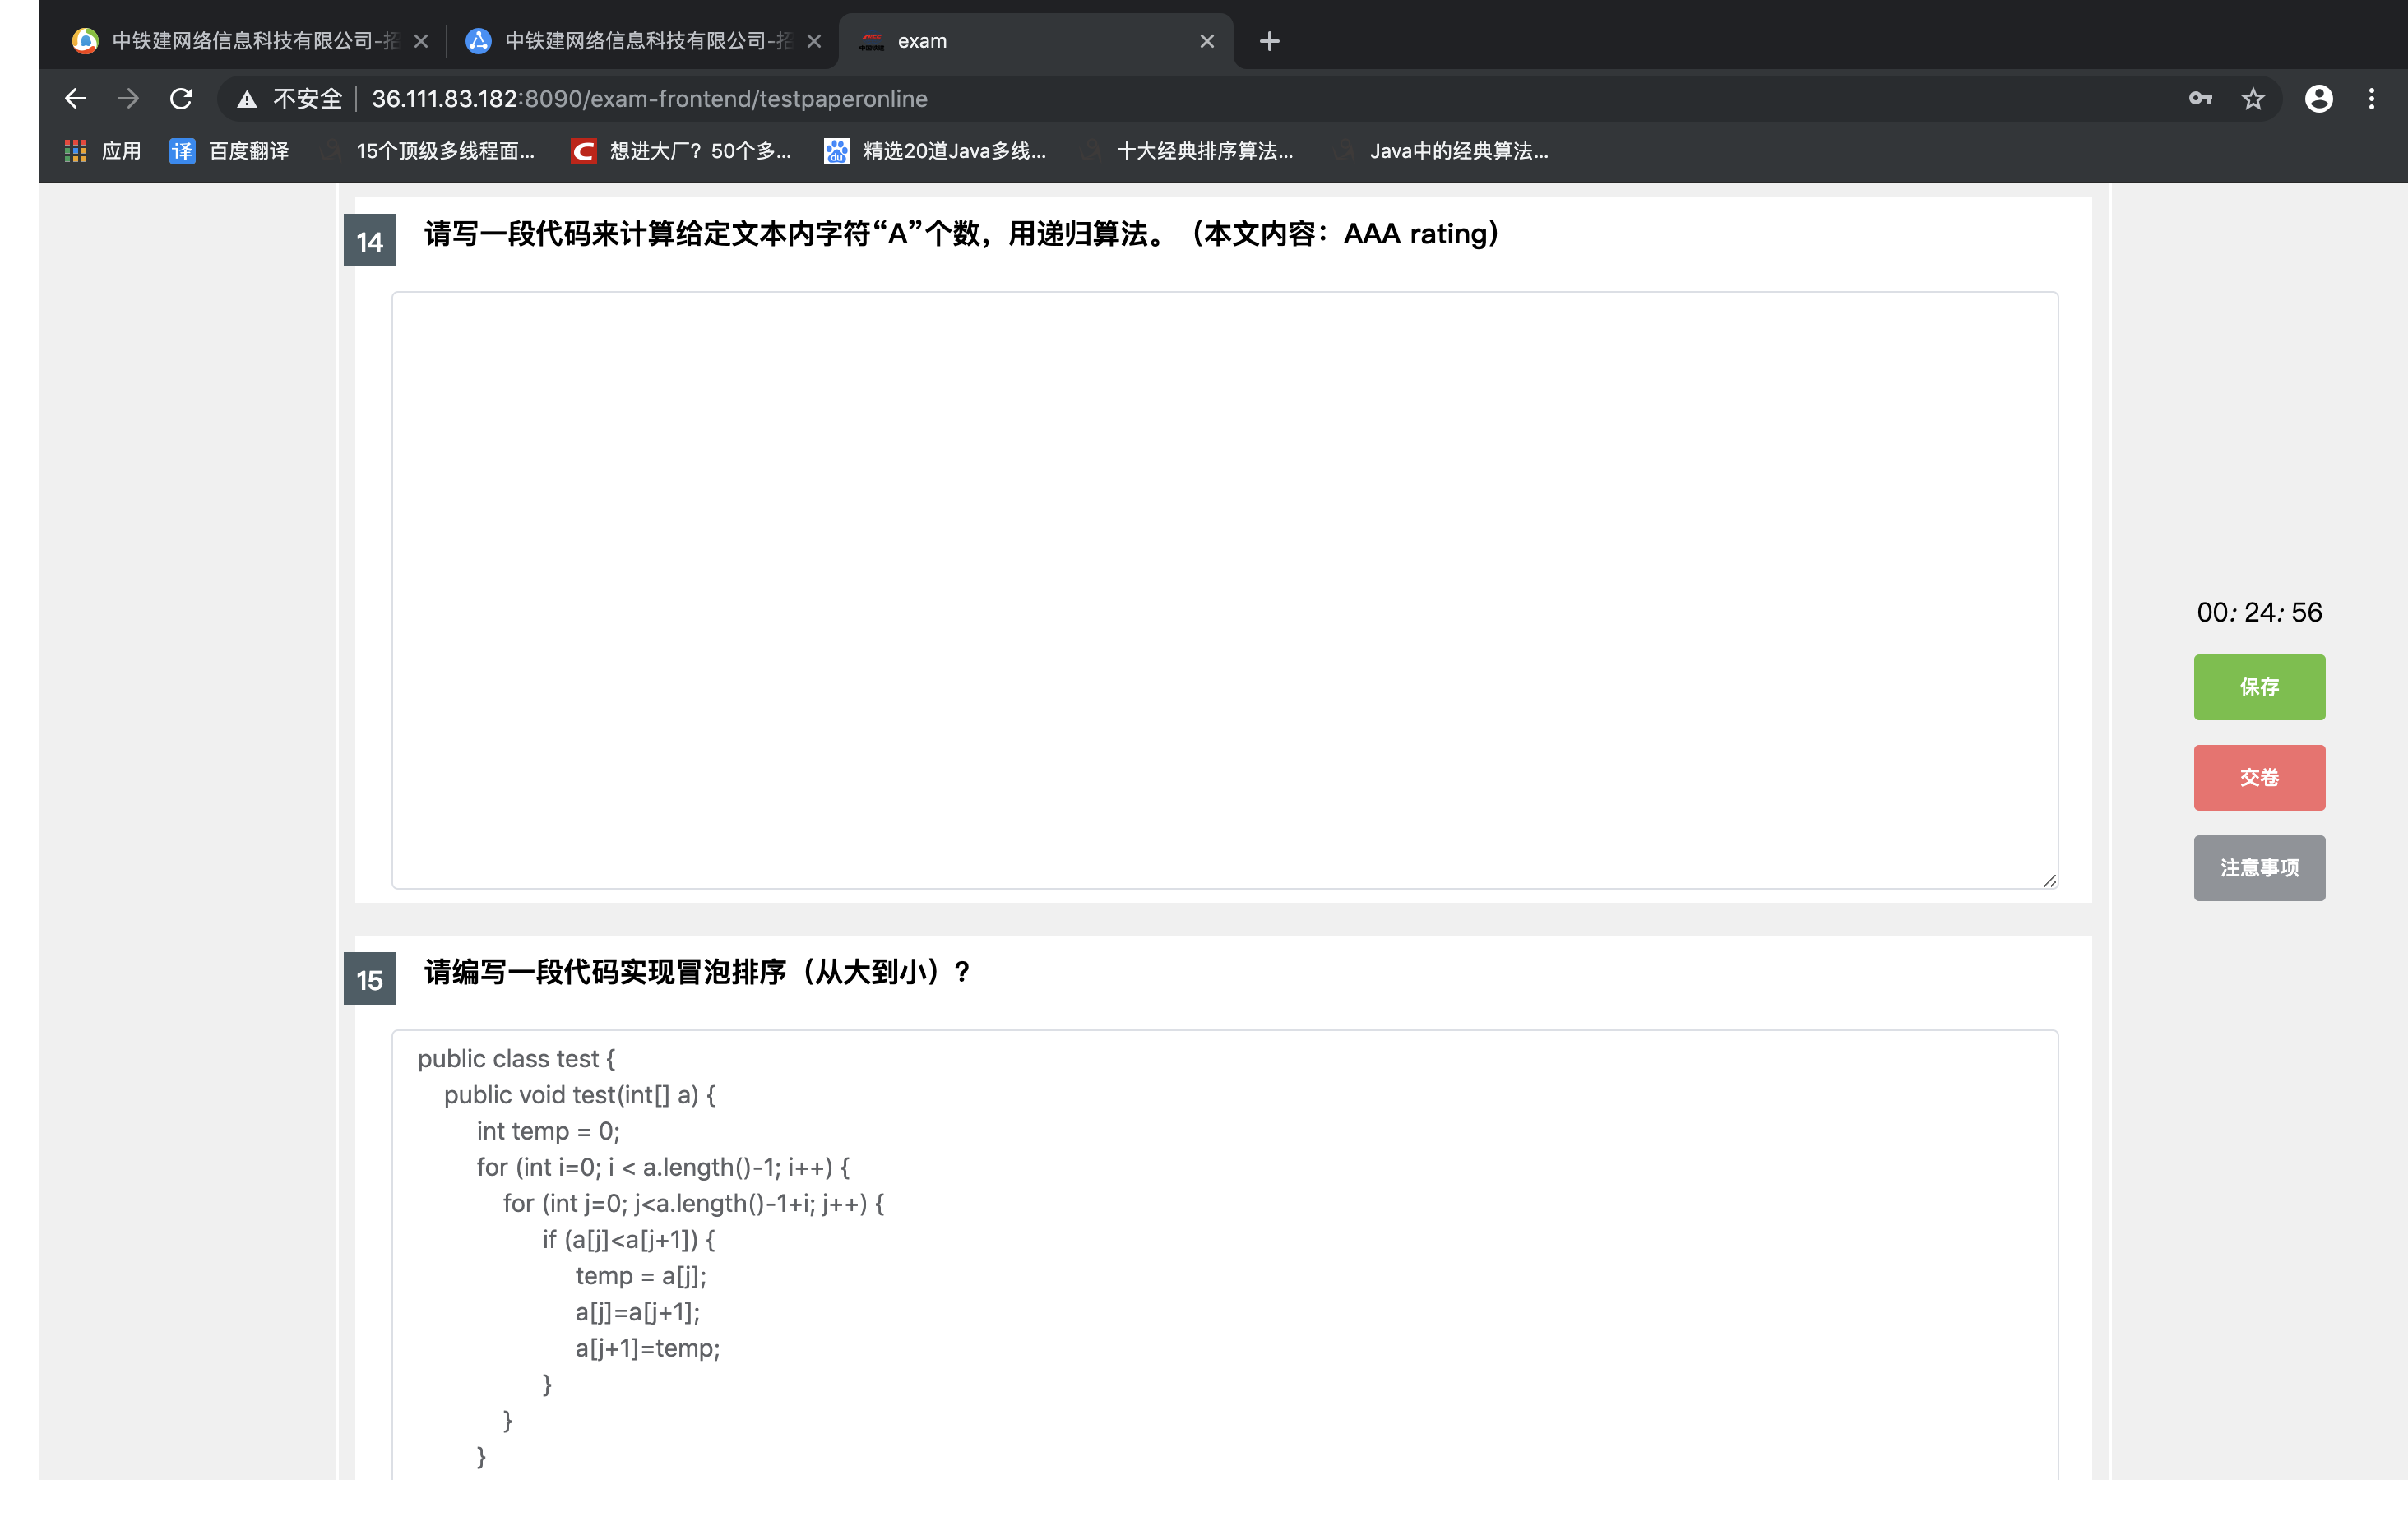 中铁建网络信息科技有限公司-招
中铁建网络信息科技有限公司-招
exam
不安全
36.111.83.182:8090/exam-frontend/testpaperonline
应用
译 百度翻译
15个顶级多线程面...
想进大厂？50个多...
精选20道Java多线...
十大经典排序算法...
Java中的经典算法...
14
请写一段代码来计算给定文本内字符“A”个数，用递归算法。（本文内容：AAA rating）
00: 24: 56
保存
交卷
注意事项
15
请编写一段代码实现冒泡排序（从大到小）?
public class test {
public void test(int[] a) {
int temp = 0;
for (int i=0; i < a.length()-1; i++) {
for (int j=0; j<a.length()-1+i; j++) {
if (a[j]<a[j+1]) {
temp = a[j];
a[j]=a[j+1];
a[j+1]=temp;
}
}
}